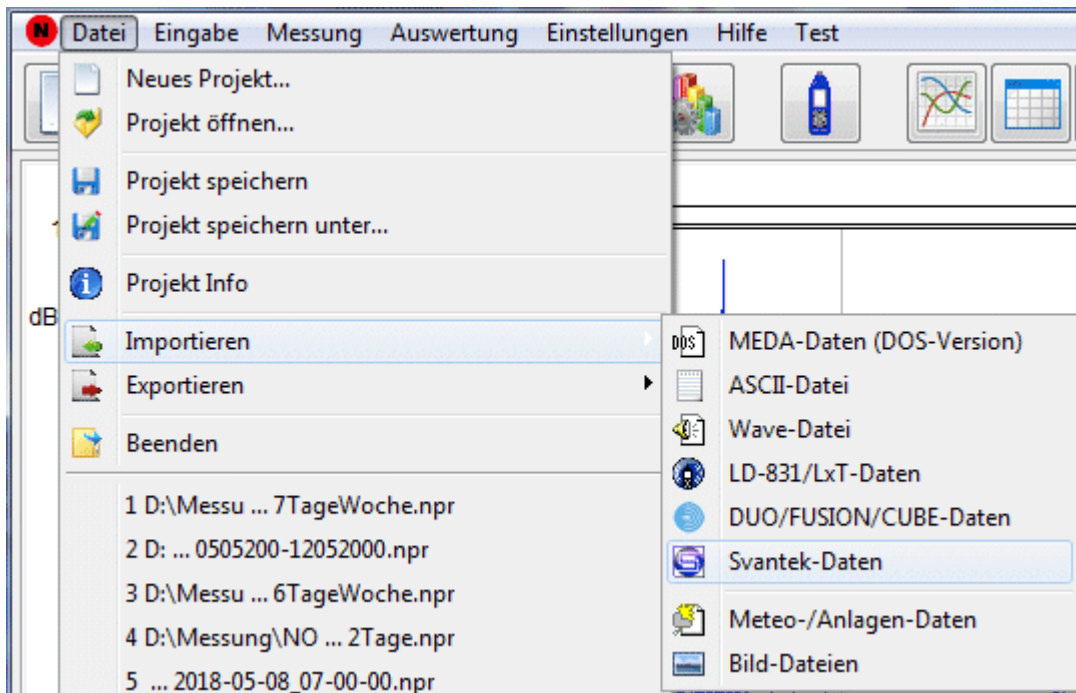 N Datei Eingabe Messung Auswertung Einstellungen Hilfe Test
Neues Projekt...
Projekt öffnen...
Projekt speichern
Projekt speichern unter...
Projekt Info
dB
Importieren
Exportieren
Beenden
1 D:\Messu ... 7TageWoche.npr
2 D: ... 0505200-12052000.npr
3 D:\Messu ... 6TageWoche.npr
4 D:\Messung\NO ... 2Tage.npr
5 ... 2018-05-08_07-00-00.npr
DOS MEDA-Daten (DOS-Version)
ASCII-Datei
Wave-Datei
LD-831/LxT-Daten
DUO/FUSION/CUBE-Daten
S Svantek-Daten
Meteo-/Anlagen-Daten
Bild-Dateien